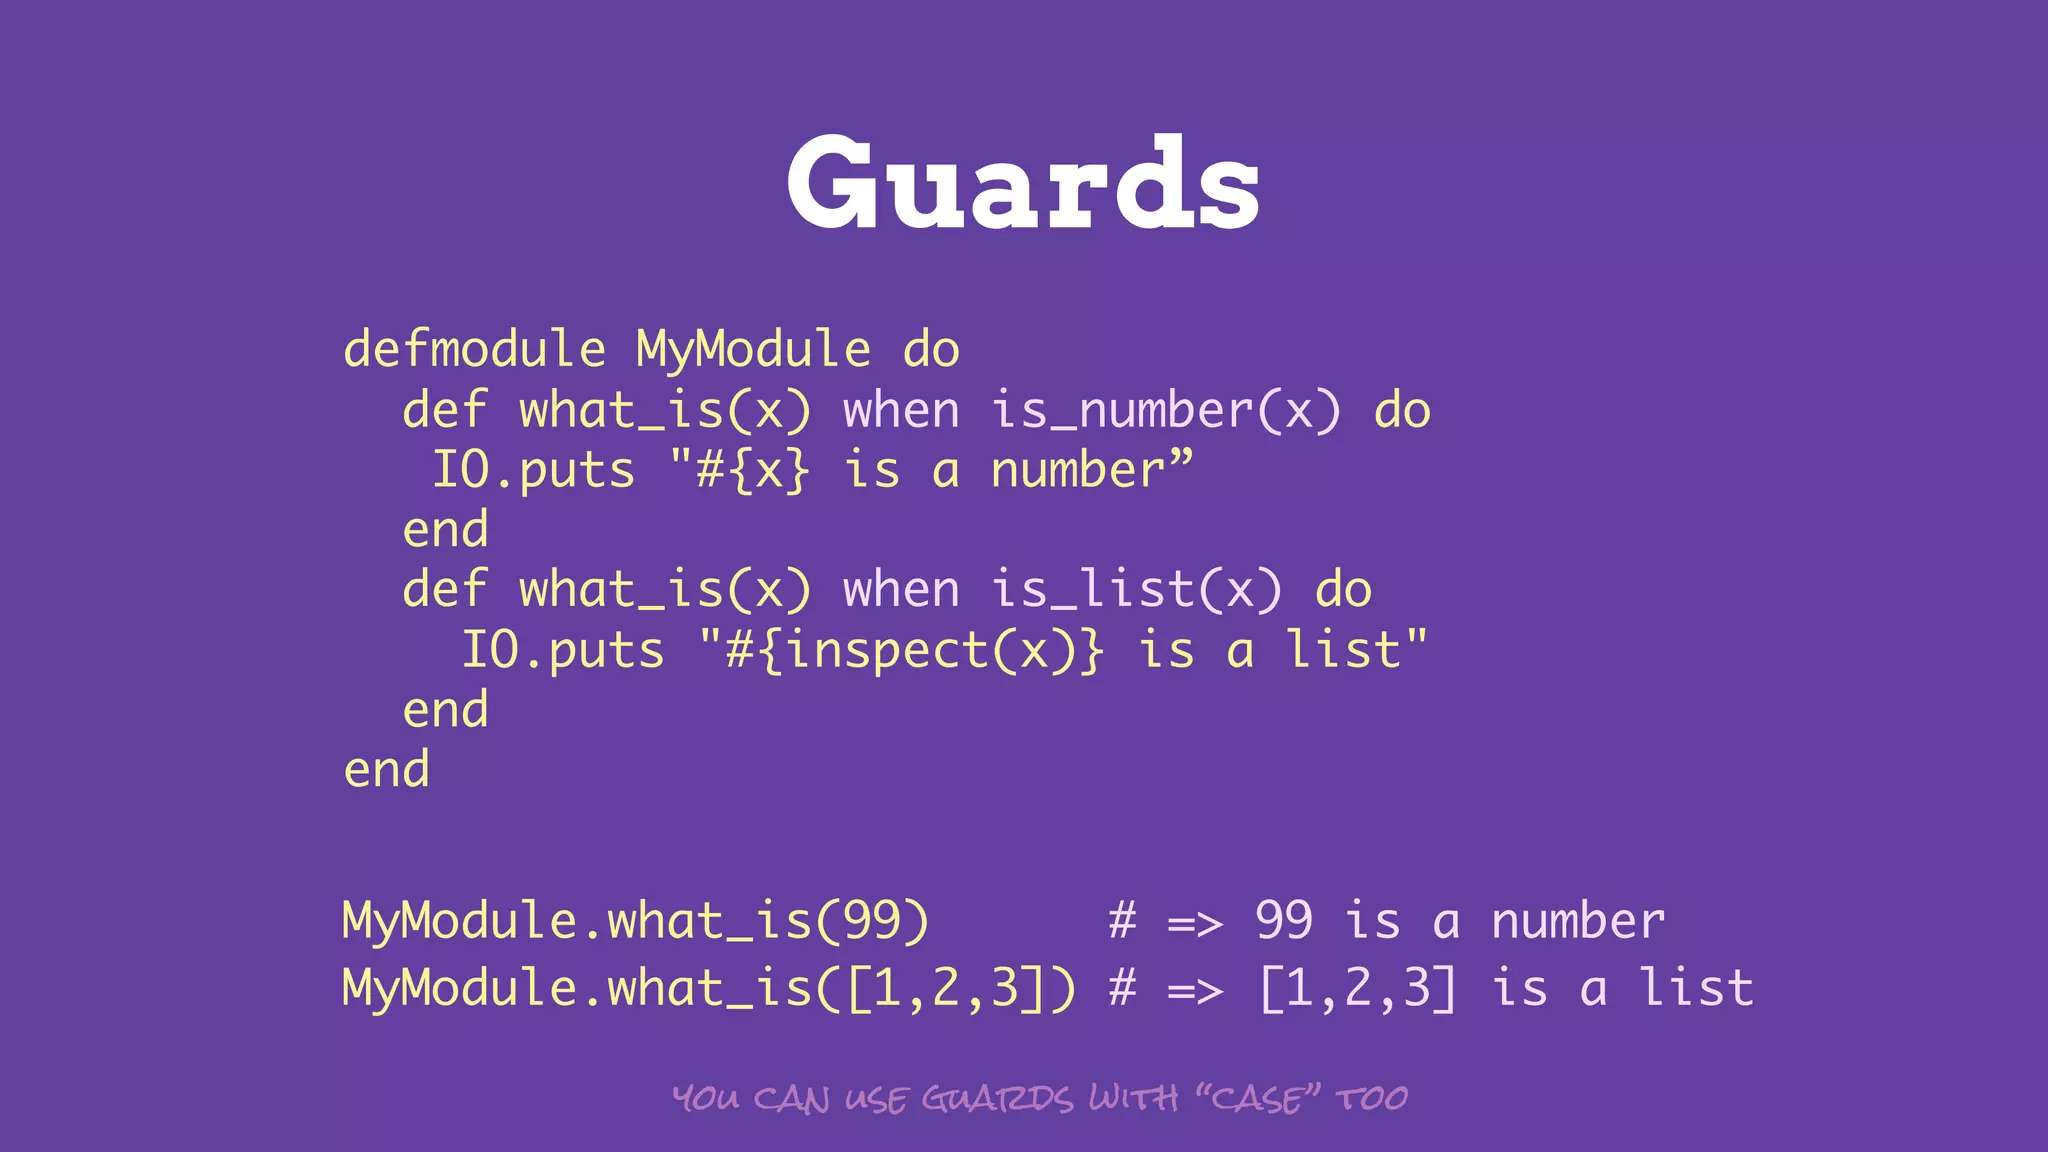 Guards
defmodule MyModule do
  def what_is(x) when is_number(x) do
   IO.puts "#{x} is a number”
  end
  def what_is(x) when is_list(x) do
    IO.puts "#{inspect(x)} is a list"
  end
end
MyModule.what_is(99)      # => 99 is a number
MyModule.what_is([1,2,3]) # => [1,2,3] is a list
you can use guards with “case” too